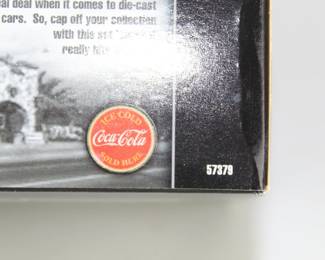 deal when it comes to die-cast
cars. So, cap off your collection
with this set
really
ICE COLD
Coca-Cola
SOLD HERE
57379